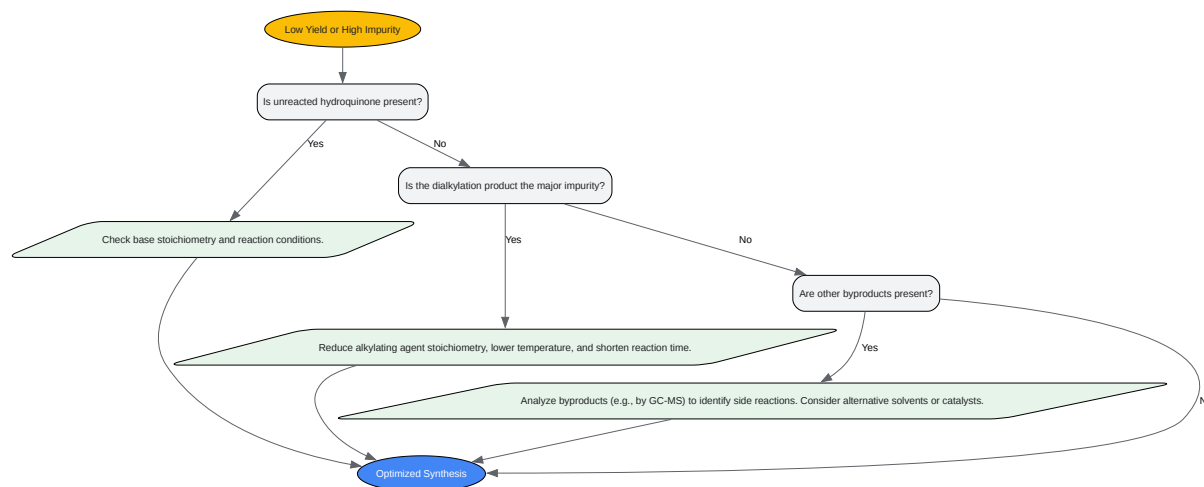 Low Yield or High Impurity
Is unreacted hydroquinone present?
Yes
No
Is the dialkylation product the major impurity?
Check base stoichiometry and reaction conditions.
Yes
No
Are other byproducts present?
Reduce alkylating agent stoichiometry, lower temperature, and shorten reaction time.
Yes
Analyze byproducts (e.g., by GC-MS) to identify side reactions. Consider alternative solvents or catalysts.
Optimized Synthesis